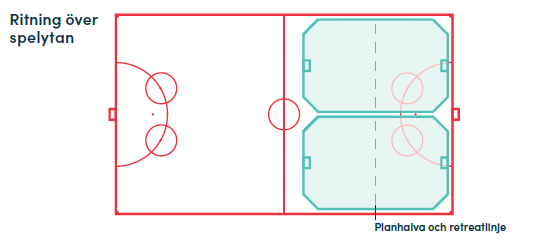 Ritning över
spelytan
Planhalva och retreatlinje